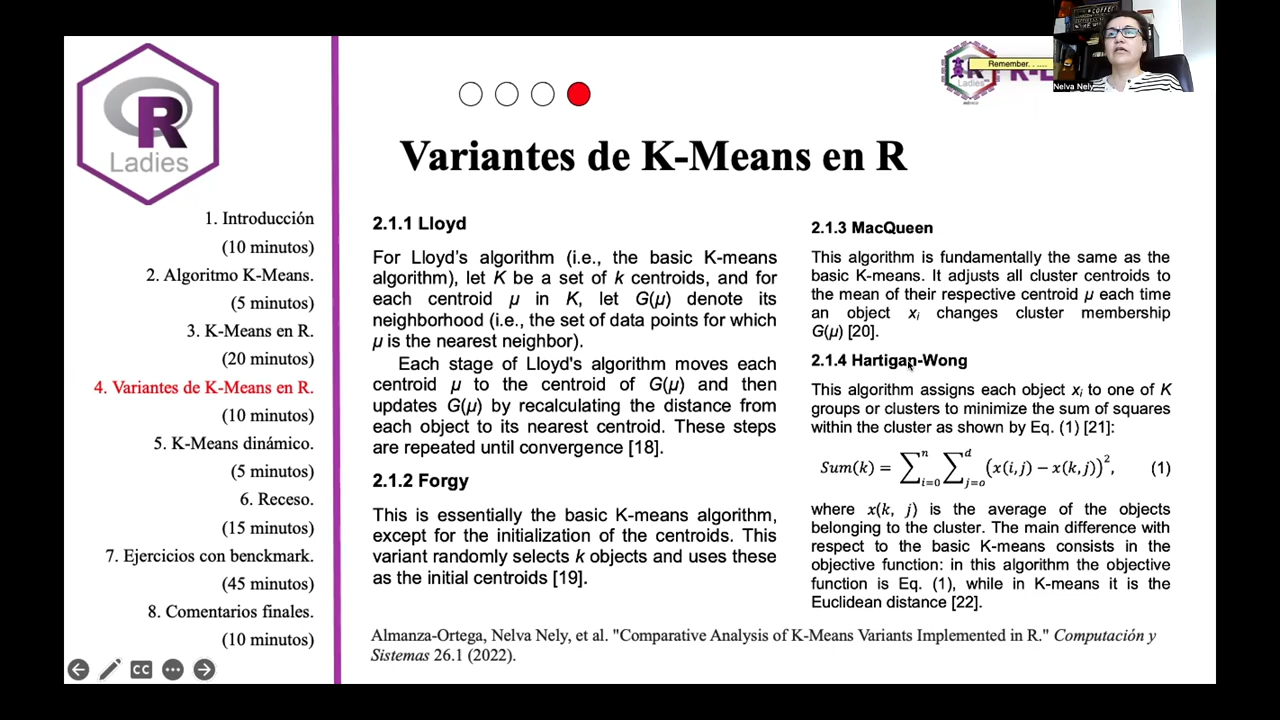 R
Ladies
Remember. . . ....
R
Ladies
Nelva Nely
Variantes de K-Means en R
1. Introducción
(10 minutos)
2. Algoritmo K-Means.
(5 minutos)
3. K-Means en R.
(20 minutos)
4. Variantes de K-Means en R.
(10 minutos)
5. K-Means dinámico.
(5 minutos)
6. Receso.
(15 minutos)
7. Ejercicios con benckmark.
(45 minutos)
8. Comentarios finales.
(10 minutos)
CC
2.1.1 Lloyd
For Lloyd's algorithm (i.e., the basic K-means
algorithm), let K be a set of k centroids, and for
each centroid μ in K, let G(μ) denote its
neighborhood (i.e., the set of data points for which
μ is the nearest neighbor).
Each stage of Lloyd's algorithm moves each
centroid μ to the centroid of G(μ) and then
updates G(μ) by recalculating the distance from
each object to its nearest centroid. These steps
are repeated until convergence [18].
2.1.2 Forgy
This is essentially the basic K-means algorithm,
except for the initialization of the centroids. This
variant randomly selects k objects and uses these
as the initial centroids [19].
2.1.3 MacQueen
This algorithm is fundamentally the same as the
basic K-means. It adjusts all cluster centroids to
the mean of their respective centroid μ each time
an object xi changes cluster membership
G(μ) [20].
2.1.4 Hartigan-Wong
This algorithm assigns each object xi to one of K
groups or clusters to minimize the sum of squares
within the cluster as shown by Eq. (1) [21]:
Sum(k) = ∑_{i=0}^{n} ∑_{j=o}^{d} (x(i,j) − x(k,j))², (1)
where x(k, j) is the average of the objects
belonging to the cluster. The main difference with
respect to the basic K-means consists in the
objective function: in this algorithm the objective
function is Eq. (1), while in K-means it is the
Euclidean distance [22].
Almanza-Ortega, Nelva Nely, et al. "Comparative Analysis of K-Means Variants Implemented in R." Computación y
Sistemas 26.1 (2022).